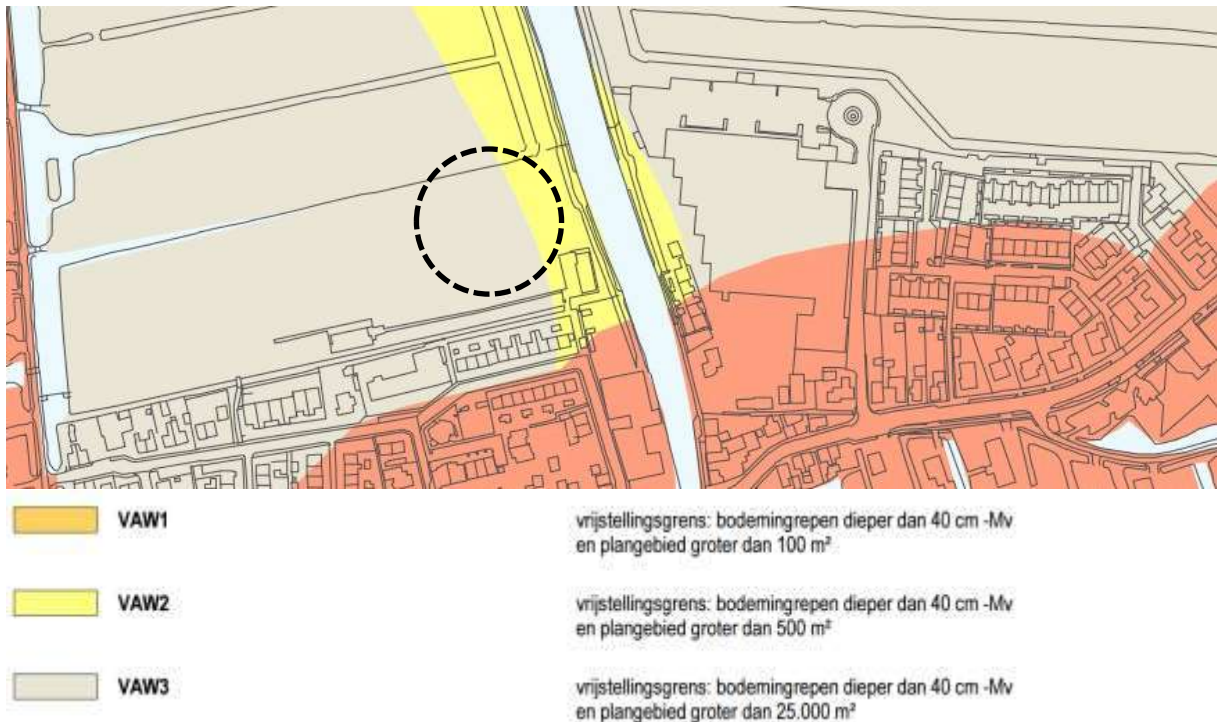 VAW1
vrijstellingsgrens: bodemingrepen dieper dan 40 cm -Mv
en plangebied groter dan 100 m²
VAW2
vrijstellingsgrens: bodemingrepen dieper dan 40 cm -Mv
en plangebied groter dan 500 m²
VAW3
vrijstellingsgrens: bodemingrepen dieper dan 40 cm -Mv
en plangebied groter dan 25.000 m²